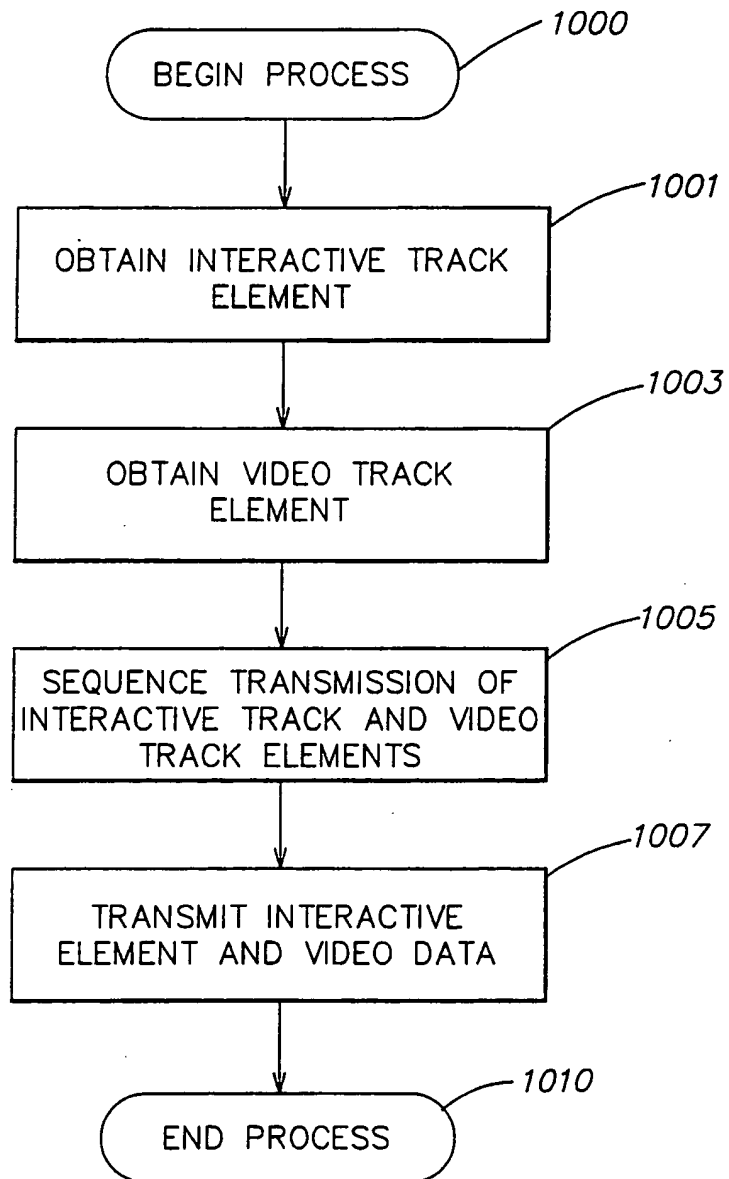 1000
BEGIN PROCESS
1001
OBTAIN INTERACTIVE TRACK
ELEMENT
1003
OBTAIN VIDEO TRACK
ELEMENT
1005
SEQUENCE TRANSMISSION OF
INTERACTIVE TRACK AND VIDEO
TRACK ELEMENTS
1007
TRANSMIT INTERACTIVE
ELEMENT AND VIDEO DATA
1010
END PROCESS